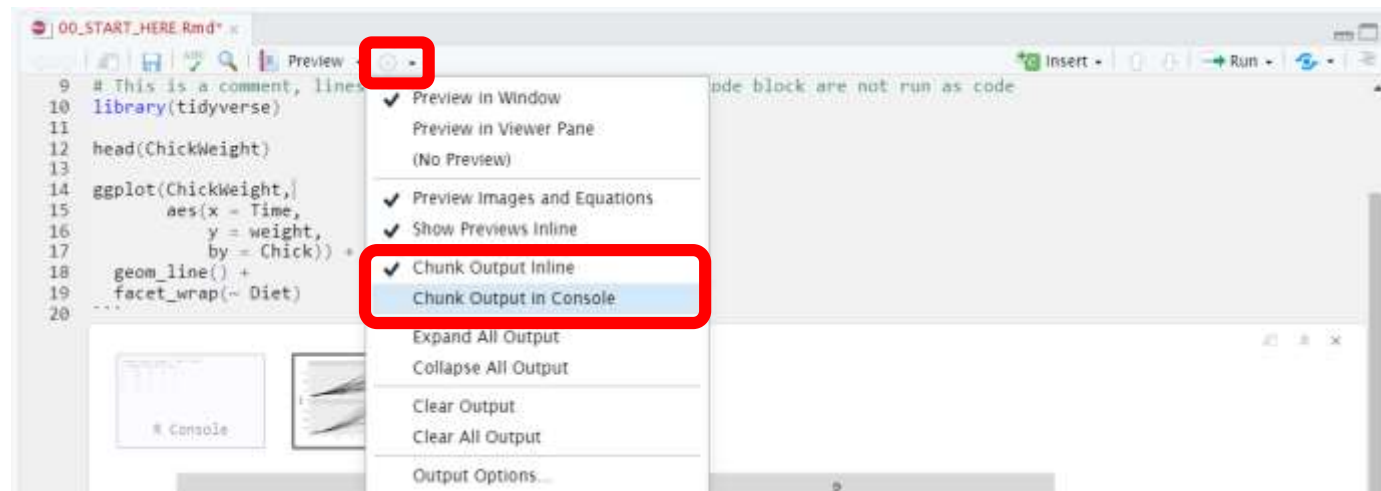 00_START_HERE.Rmd*
Preview
Insert
Run
9 # This is a comment, lines ode block are not run as code
10 library(tidyverse)
11
12 head(ChickWeight)
13
14 ggplot(ChickWeight,
15 aes(x = Time,
16 y = weight,
17 by = Chick)) +
18 geom_line() +
19 facet_wrap(~ Diet)
20 ```
Preview in Window
Preview in Viewer Pane
(No Preview)
Preview Images and Equations
Show Previews Inline
Chunk Output Inline
Chunk Output in Console
Expand All Output
Collapse All Output
Clear Output
Clear All Output
Output Options...
R Console